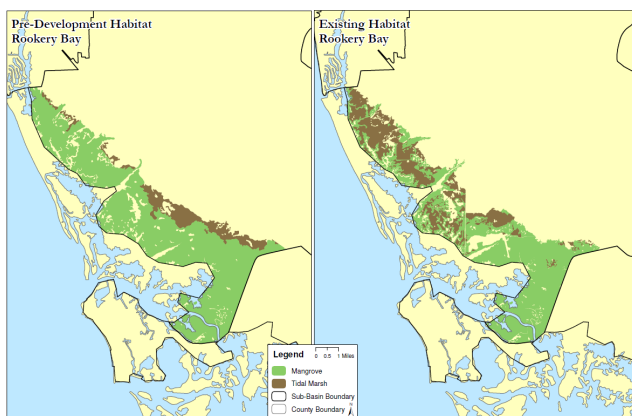 Pre-Development Habitat
Rookery Bay
Existing Habitat
Rookery Bay
Legend
0 0.5 1 Miles
Mangrove
Tidal Marsh
Sub-Basin Boundary
County Boundary
N